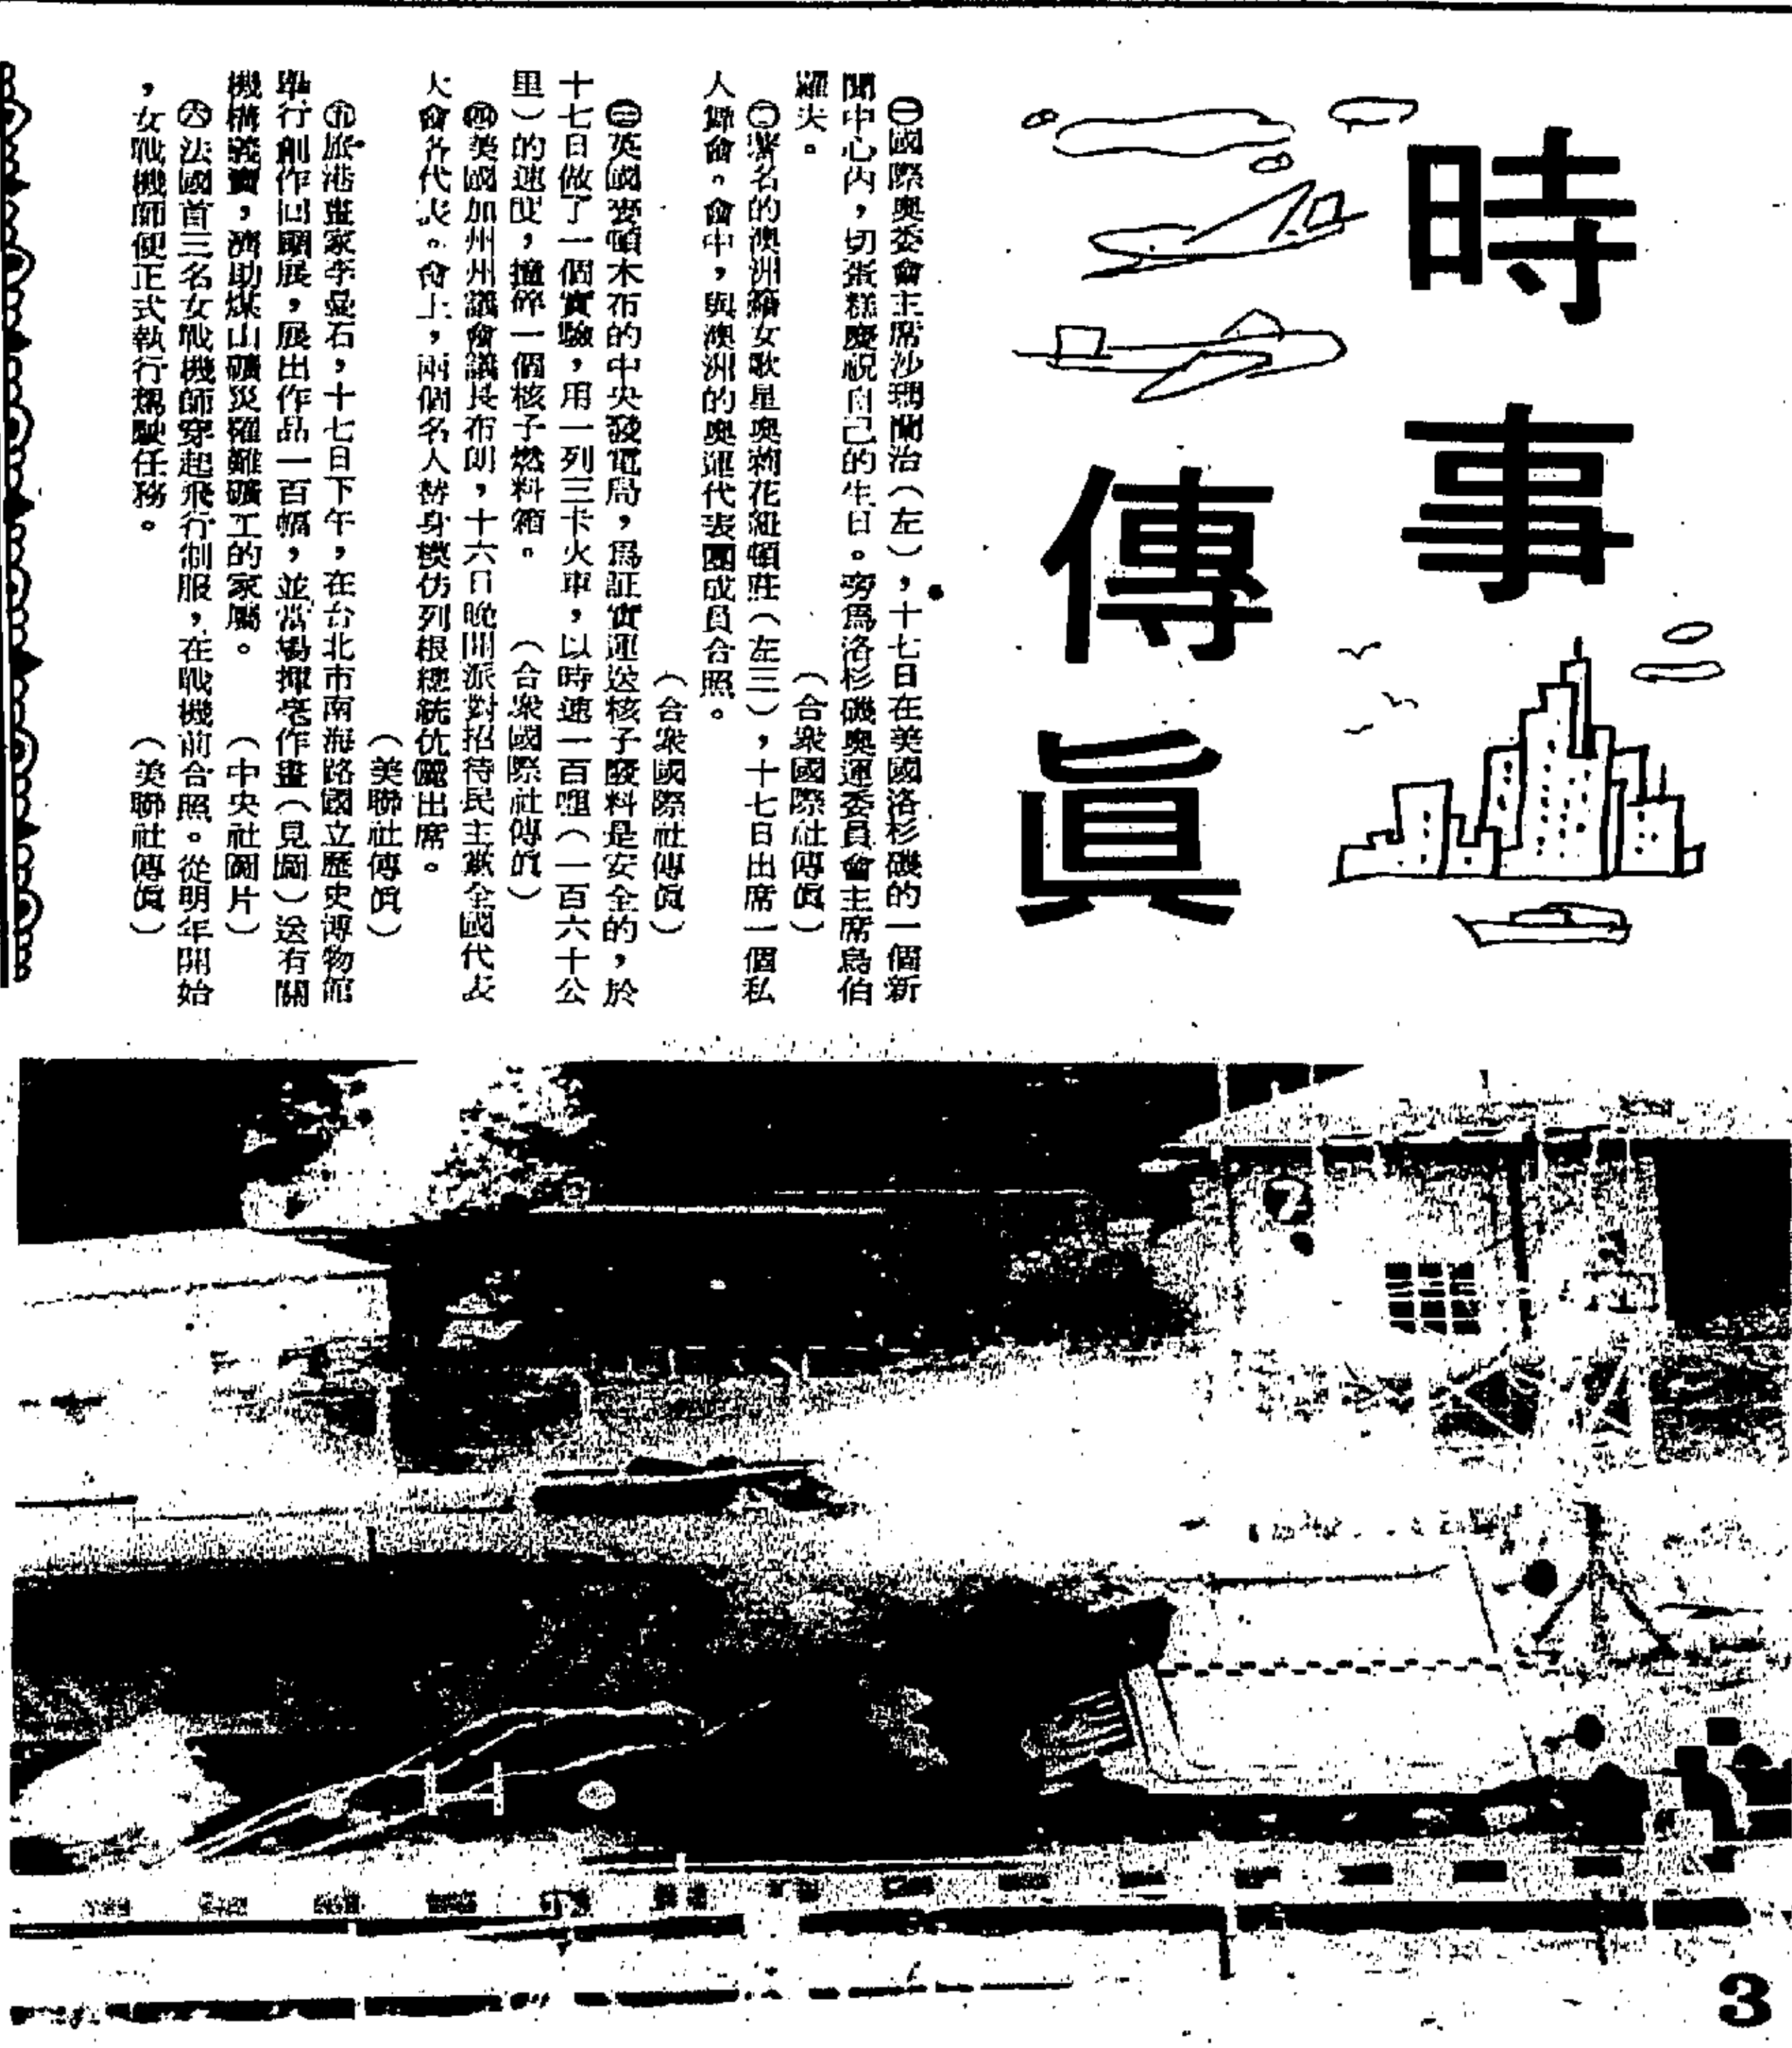 時事
傳眞
㊀國際奧委會主席沙瑪蘭治（左），十七日在美國洛杉磯的一個新
聞中心內，切蛋糕慶祝自己的生日。旁爲洛杉磯奧運委員會主席烏伯
羅夫。（合衆國際社傳眞）
㊁著名的澳洲籍女歌星奧莉花紐頓莊（左三），十七日出席一個私
人舞會。會中，與澳洲的奧運代表團成員合照。
（合衆國際社傳眞）
㊂英國麥頓木布的中央發電局，爲証實運送核子廢料是安全的，於
十七日做了一個實驗，用一列三卡火車，以時速一百哩（一百六十公
里）的速度，撞碎一個核子燃料箱。（合衆國際社傳眞）
㊃美國加州州議會議長布朗，十六日晚開派對招待民主黨全國代表
大會各代表。會上，兩個名人替身模仿列根總統伉儷出席。
（美聯社傳眞）
㊄旅港畫家李曼石，十七日下午，在台北市南海路國立歷史博物館
舉行創作回顧展，展出作品一百幅，並當場揮毫作畫（見圖）送有關
機構義賣，濟助煤山礦災罹難礦工的家屬。（中央社圖片）
㊅法國首三名女戰機師穿起飛行制服，在戰機前合照。從明年開始
，女戰機師便正式執行駕駛任務。（美聯社傳眞）
3